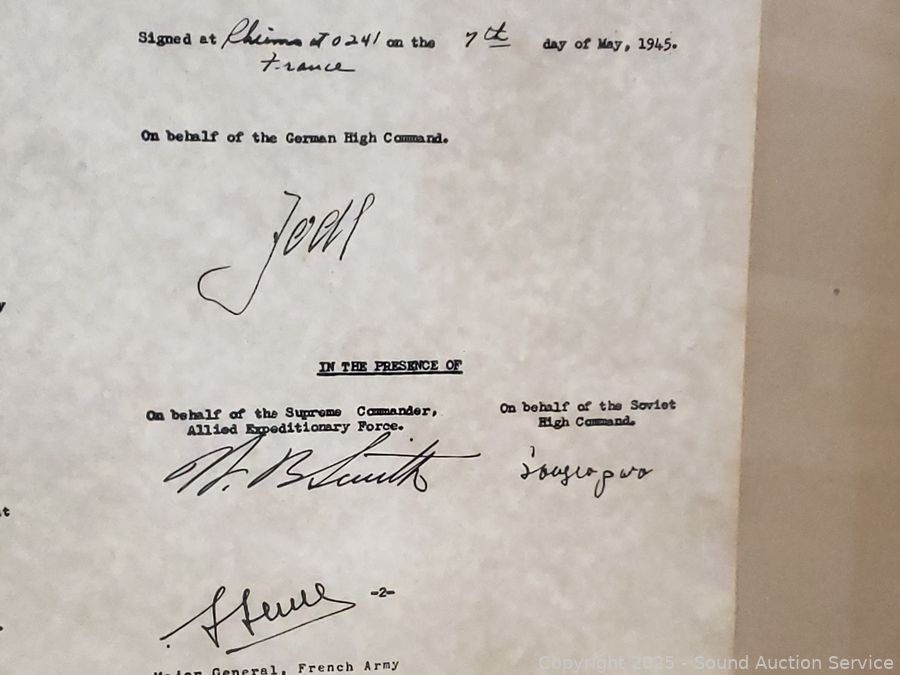 Signed at Rheims at 0241 on the 7th day of May, 1945.
France
On behalf of the German High Command.
Jodl
y
IN THE PRESENCE OF
On behalf of the Supreme Commander,
Allied Expeditionary Force.
W. B. Smith
On behalf of the Soviet
High Command.
t
-2-
Major General, French Army
Copyright 2025 - Sound Auction Service